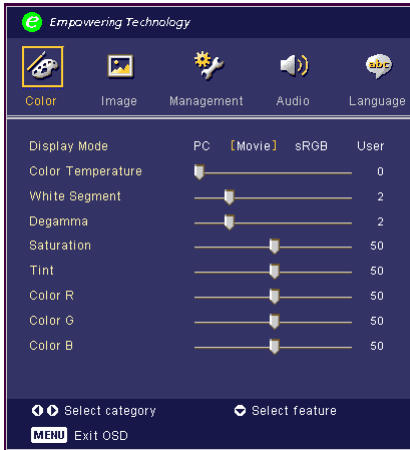 e Empowering Technology
abc
Color Image Management Audio Language
Display Mode PC [Movie] sRGB User
Color Temperature 0
White Segment 2
Degamma 2
Saturation 50
Tint 50
Color R 50
Color G 50
Color B 50
Select category Select feature
MENU Exit OSD